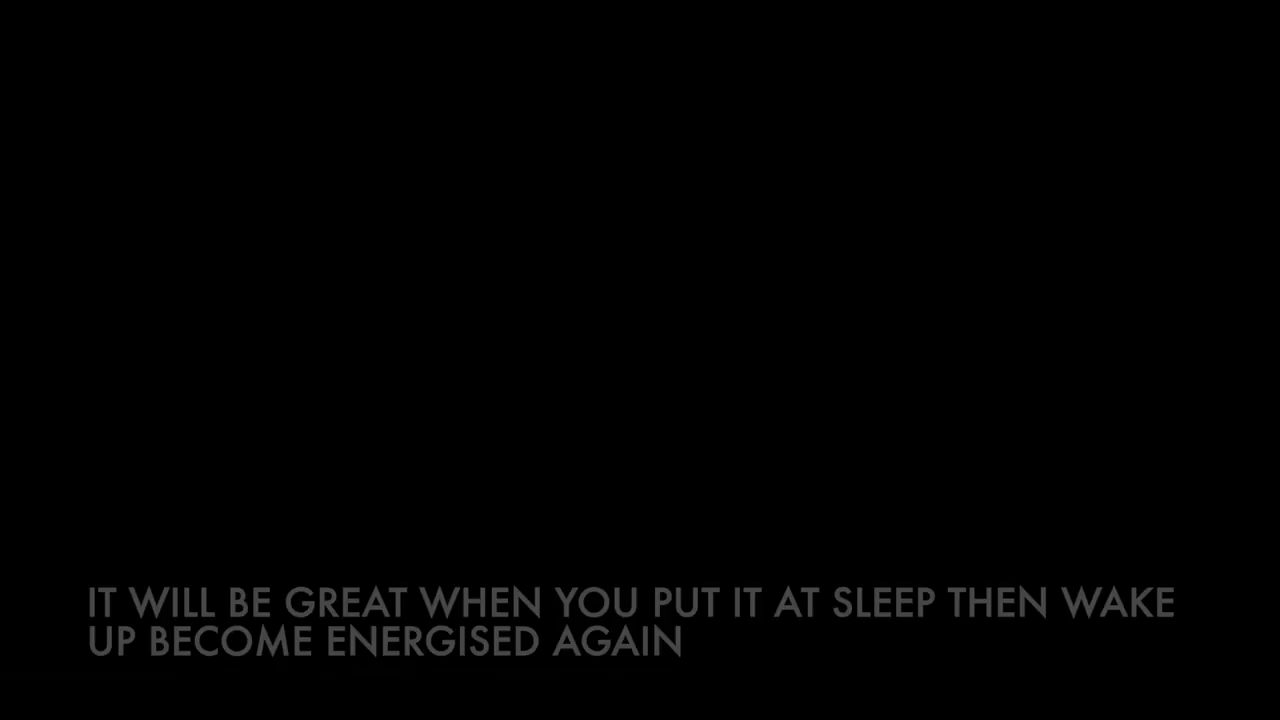 IT WILL BE GREAT WHEN YOU PUT IT AT SLEEP THEN WAKE
UP BECOME ENERGISED AGAIN